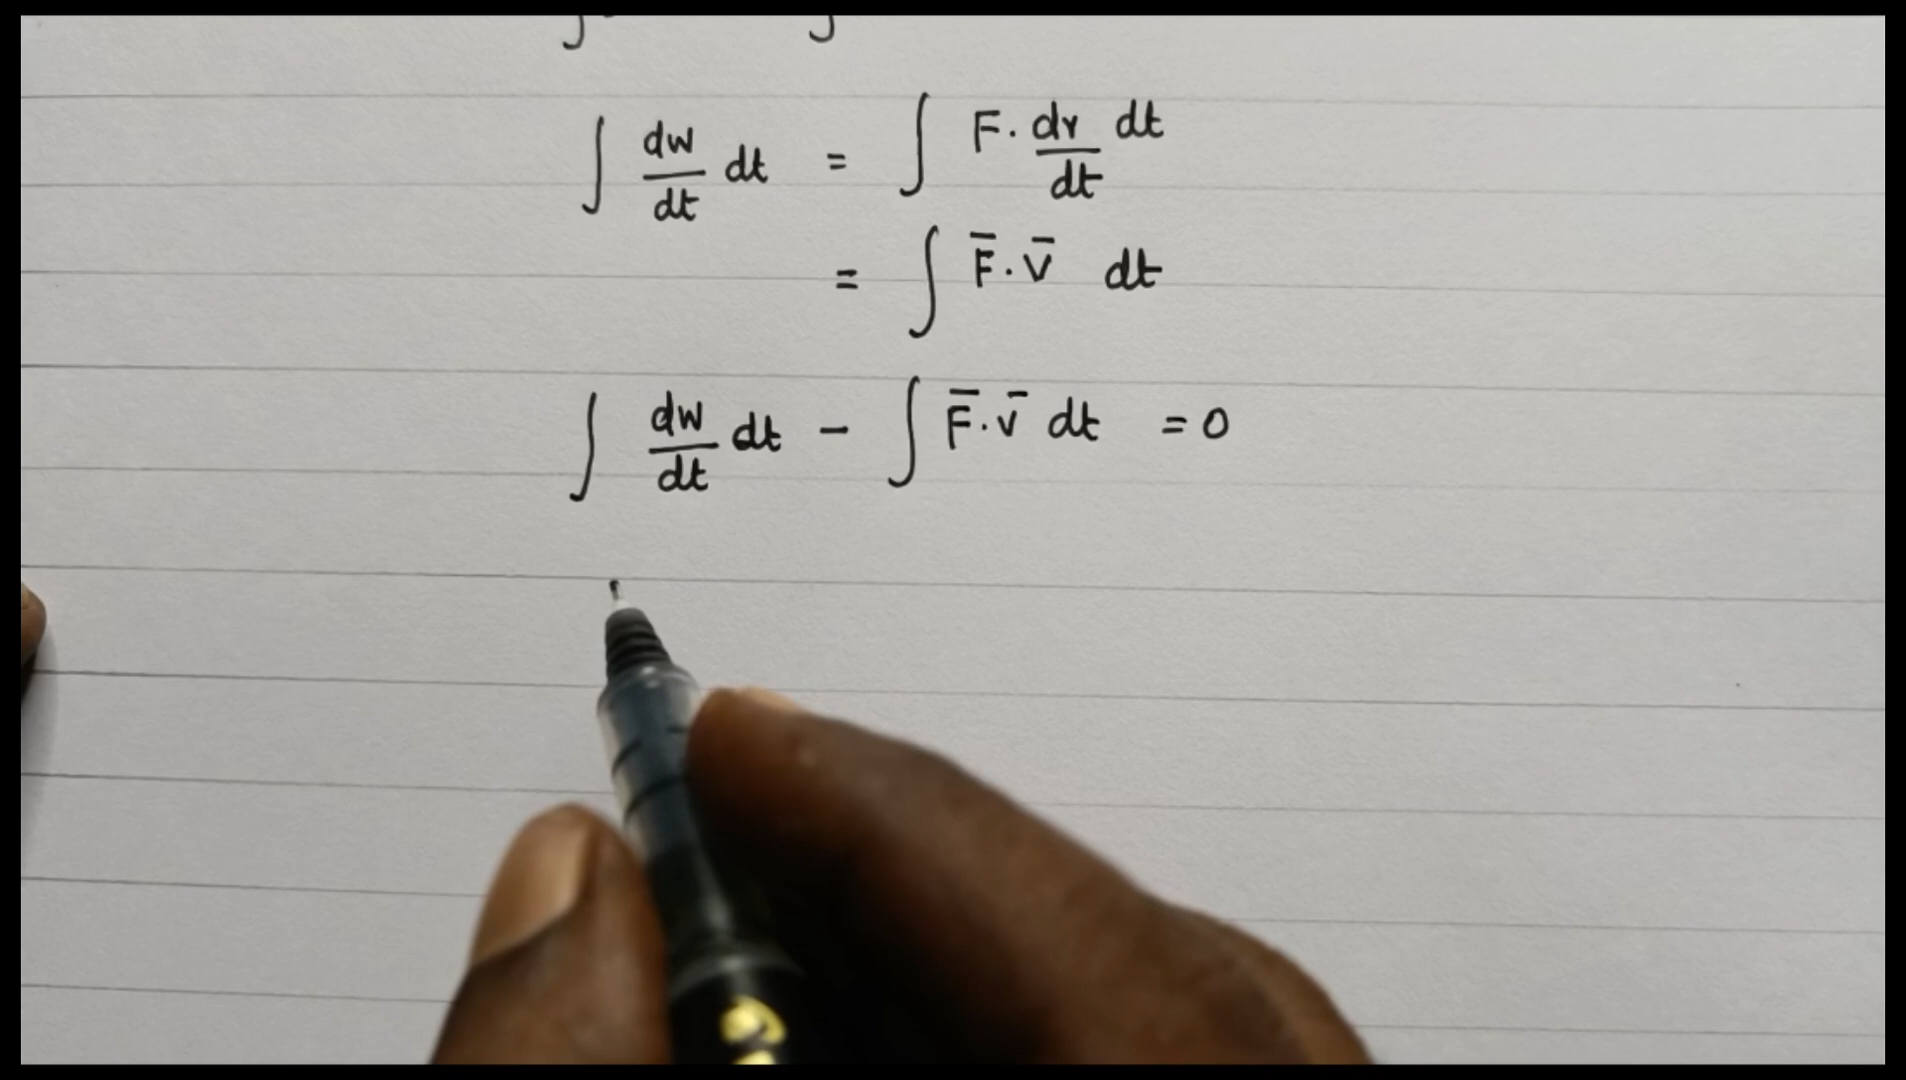 ∫ dw/dt dt = ∫ F. dr/dt dt
= ∫ F̅. v̅ dt
∫ dw/dt dt - ∫ F̅. v̅ dt = 0